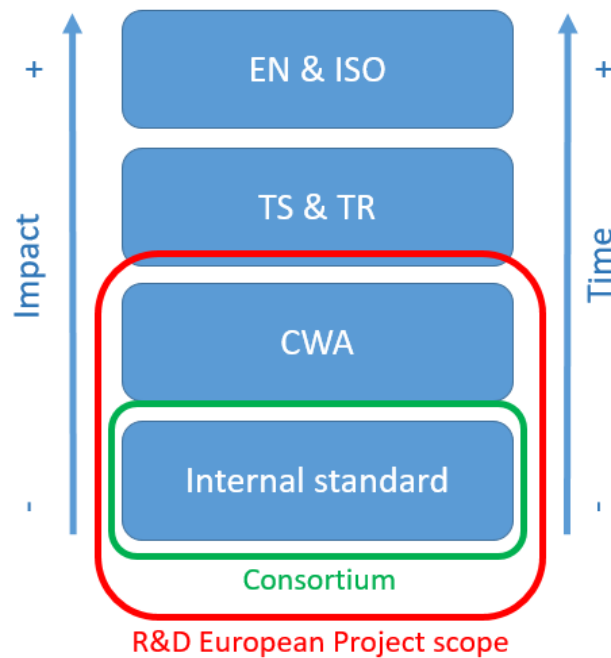 +
EN & ISO
+
TS & TR
Impact
Time
CWA
Internal standard
-
-
Consortium
R&D European Project scope